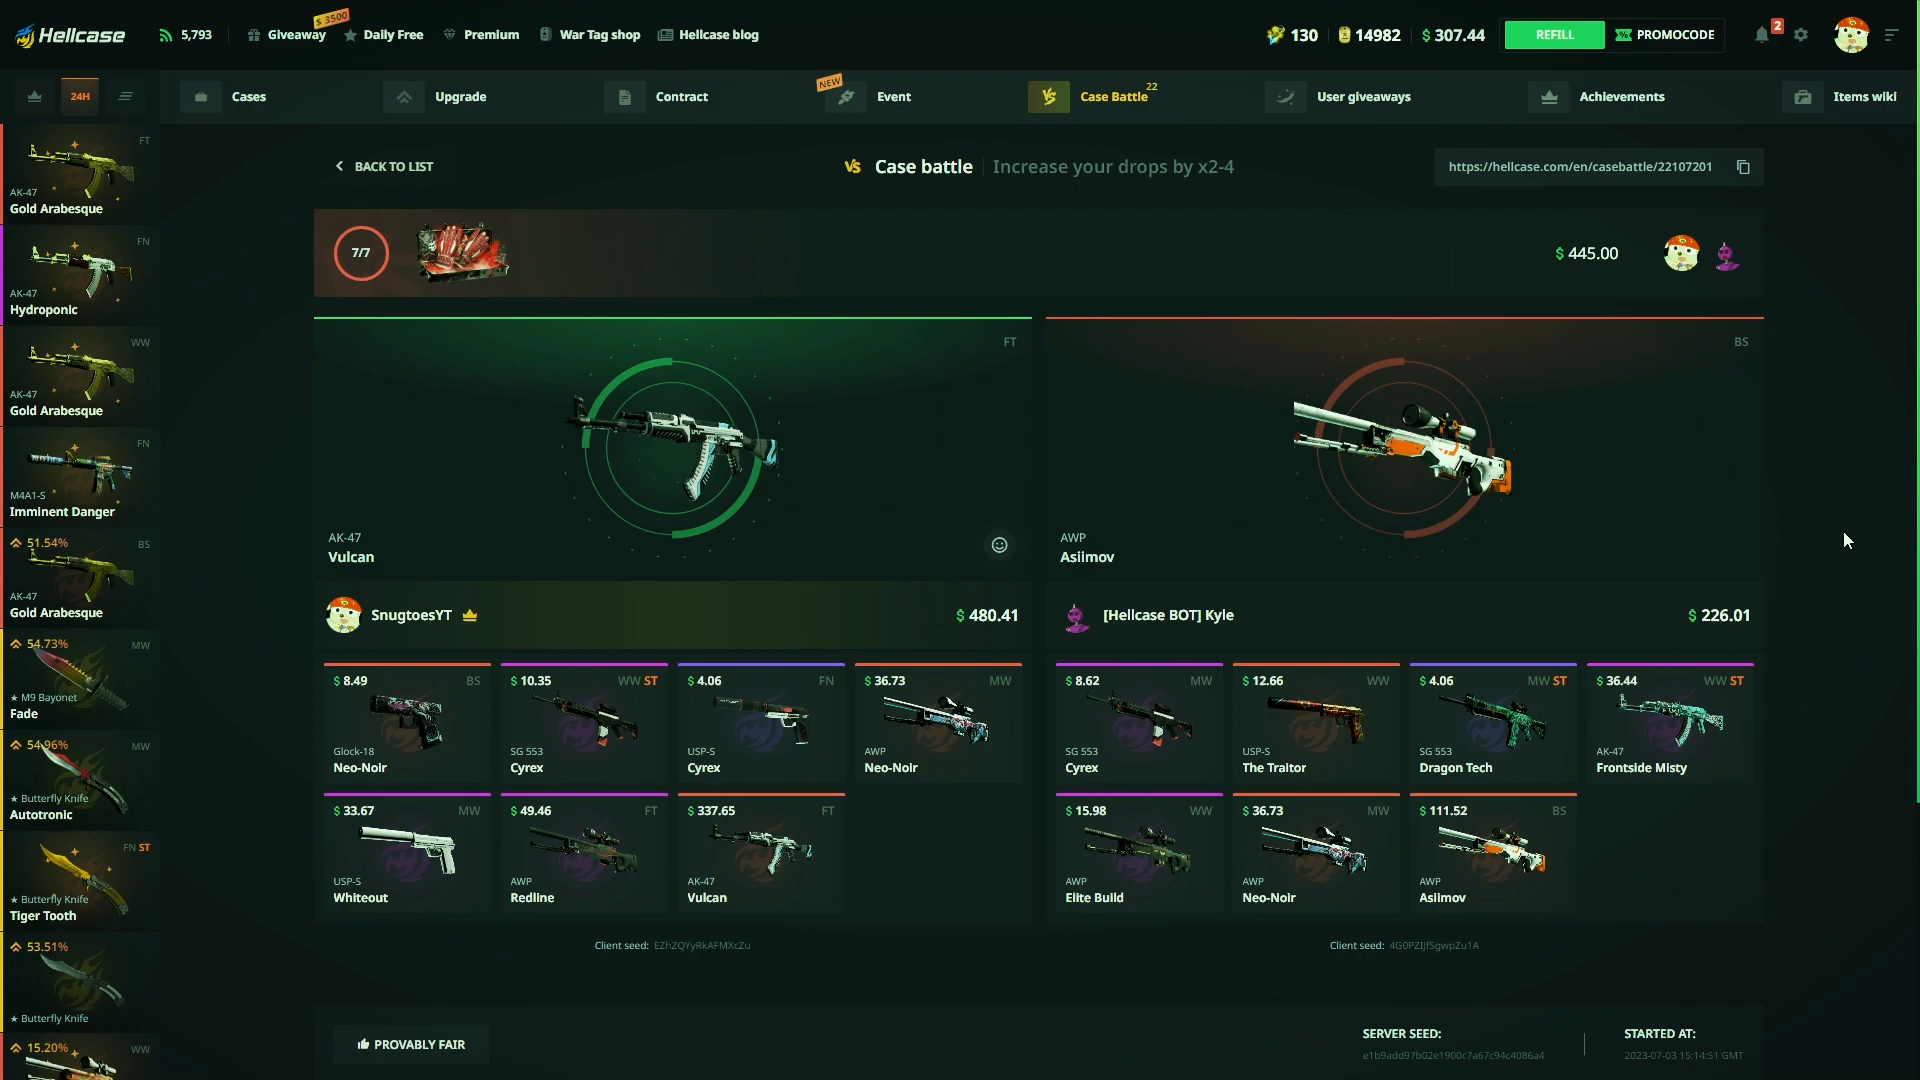 Hellcase
5,793
Giveaway
$ 3500
Daily Free
Premium
War Tag shop
Hellcase blog
130
14982
$ 307.44
REFILL
PROMOCODE
2
24H
Cases
Upgrade
Contract
NEW
Event
Case Battle
22
User giveaways
Achievements
Items wiki
BACK TO LIST
VS Case battle
Increase your drops by x2-4
https://hellcase.com/en/casebattle/22107201
7/7
$ 445.00
FT
AK-47
Vulcan
BS
AWP
Asiimov
SnugtoesYT
$ 480.41
[Hellcase BOT] Kyle
$ 226.01
$ 8.49
BS
Glock-18
Neo-Noir
$ 10.35
WW ST
SG 553
Cyrex
$ 4.06
FN
USP-S
Cyrex
$ 36.73
MW
AWP
Neo-Noir
$ 33.67
MW
USP-S
Whiteout
$ 49.46
FT
AWP
Redline
$ 337.65
FT
AK-47
Vulcan
$ 8.62
MW
SG 553
Cyrex
$ 12.66
WW
USP-S
The Traitor
$ 4.06
MW ST
SG 553
Dragon Tech
$ 36.44
WW ST
AK-47
Frontside Misty
$ 15.98
WW
AWP
Elite Build
$ 36.73
MW
AWP
Neo-Noir
$ 111.52
BS
AWP
Asiimov
Client seed: EZhZQYyRkAFMXcZu
Client seed: 4G0PZIJfSgwpZu1A
PROVABLY FAIR
SERVER SEED:
e1b9add97b02e1900c7a67c94c4086a4
STARTED AT:
2023-07-03 15:14:51 GMT
FT
AK-47
Gold Arabesque
FN
AK-47
Hydroponic
WW
AK-47
Gold Arabesque
FN
M4A1-S
Imminent Danger
51.54%
BS
AK-47
Gold Arabesque
54.73%
MW
★ M9 Bayonet
Fade
54.96%
MW
★ Butterfly Knife
Autotronic
FN ST
★ Butterfly Knife
Tiger Tooth
53.51%
★ Butterfly Knife
15.20%
WW